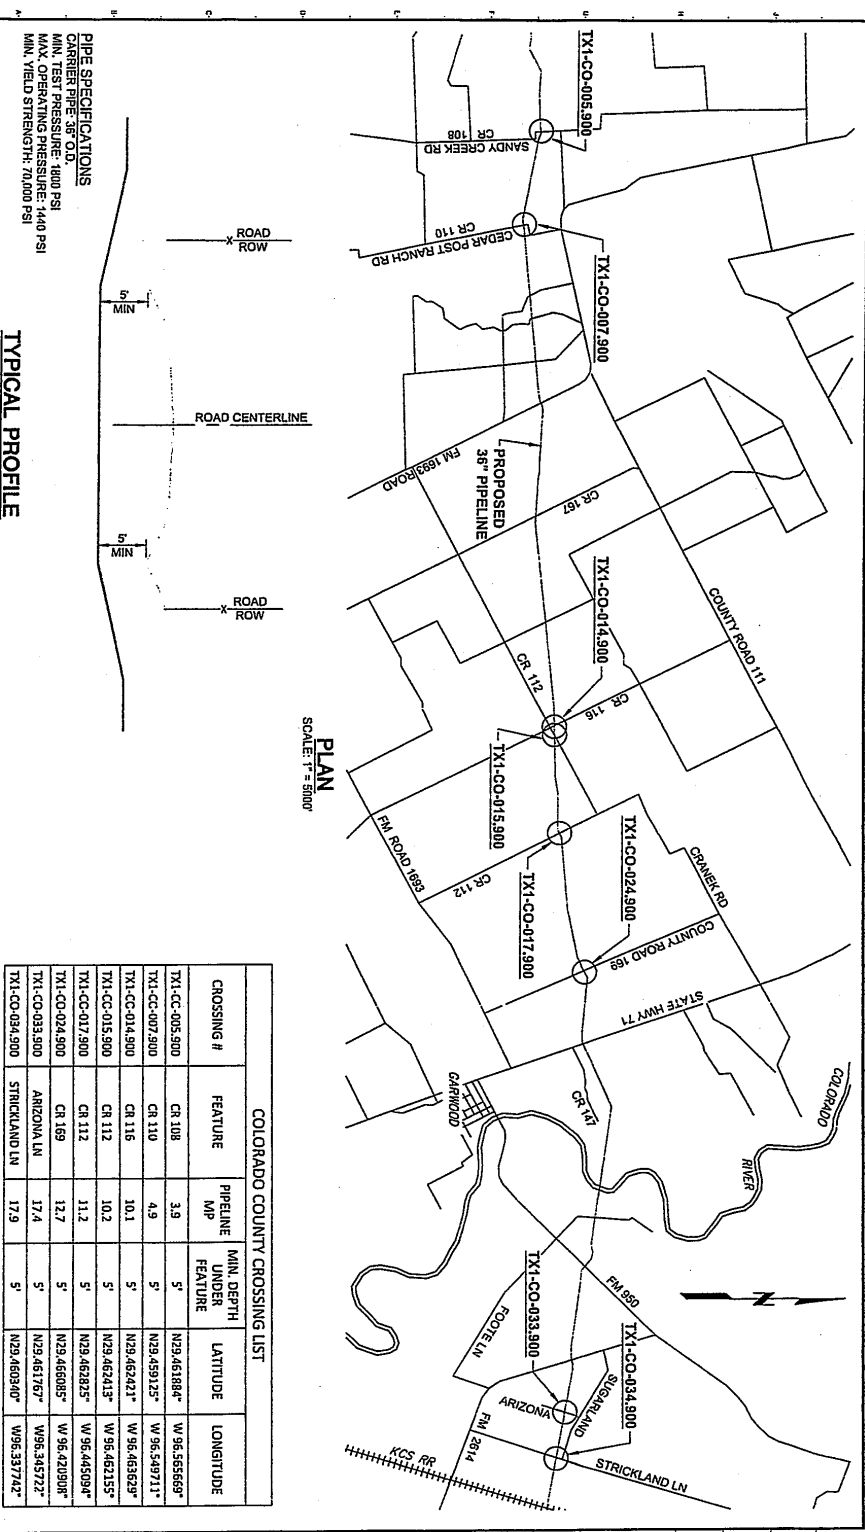 TX1-CO-005.900
TX1-CO-007.900
TX1-CO-014.900
TX1-CO-015.900
TX1-CO-017.900
TX1-CO-024.900
TX1-CO-033.900
TX1-CO-034.900
CR 108
SANDY CREEK RD
CR 110
CEDAR POST RANCH RD
PROPOSED
36" PIPELINE
FM 1693 ROAD
CR 167
CR 112
CR 116
COUNTY ROAD 111
FM ROAD 1693
CR 112
CRANEK RD
COUNTY ROAD 169
STATE HWY 71
GARWOOD
CR 147
COLORADO
RIVER
FM 950
FOOTE LN
ARIZONA
SUGARLAND
FM 2614
STRICKLAND LN
KCS RR
N
PLAN
SCALE: 1" = 5000'
ROAD
ROW
5'
MIN
ROAD CENTERLINE
5'
MIN
ROAD
ROW
PIPE SPECIFICATIONS
CARRIER PIPE: 36" O.D.
MIN. TEST PRESSURE: 1800 PSI
MAX. OPERATING PRESSURE: 1440 PSI
MIN. YIELD STRENGTH: 70,000 PSI
TYPICAL PROFILE
COLORADO COUNTY CROSSING LIST
CROSSING # FEATURE PIPELINE MP MIN. DEPTH UNDER FEATURE LATITUDE LONGITUDE
TX1-CC-005.900 CR 108 3.9 5' N29.461884° W 96.565669°
TX1-CC-007.900 CR 110 4.9 5' N29.459125° W 96.549711°
TX1-CC-014.900 CR 116 10.1 5' N29.462421° W 96.463629°
TX1-CC-015.900 CR 112 10.2 5' N29.462413° W 96.462155°
TX1-CC-017.900 CR 112 11.2 5' N29.462825° W 96.445094°
TX1-CO-024.900 CR 169 12.7 5' N29.466085° W 96.420908°
TX1-CO-033.900 ARIZONA LN 17.4 5' N29.461767° W96.345722°
TX1-CO-034.900 STRICKLAND LN 17.9 5' N29.460340° W96.337742°